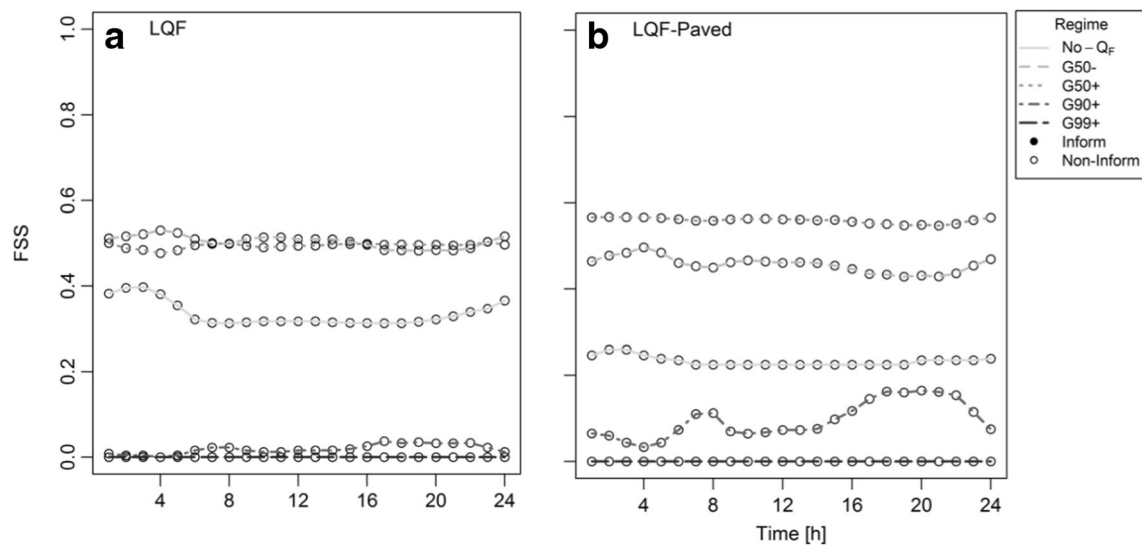 a LQF
b LQF-Paved
Regime
No – QF
G50-
G50+
G90+
G99+
Inform
Non-Inform
1.0
0.8
0.6
0.4
0.2
0.0
FSS
4 8 12 16 20 24
4 8 12 16 20 24
Time [h]